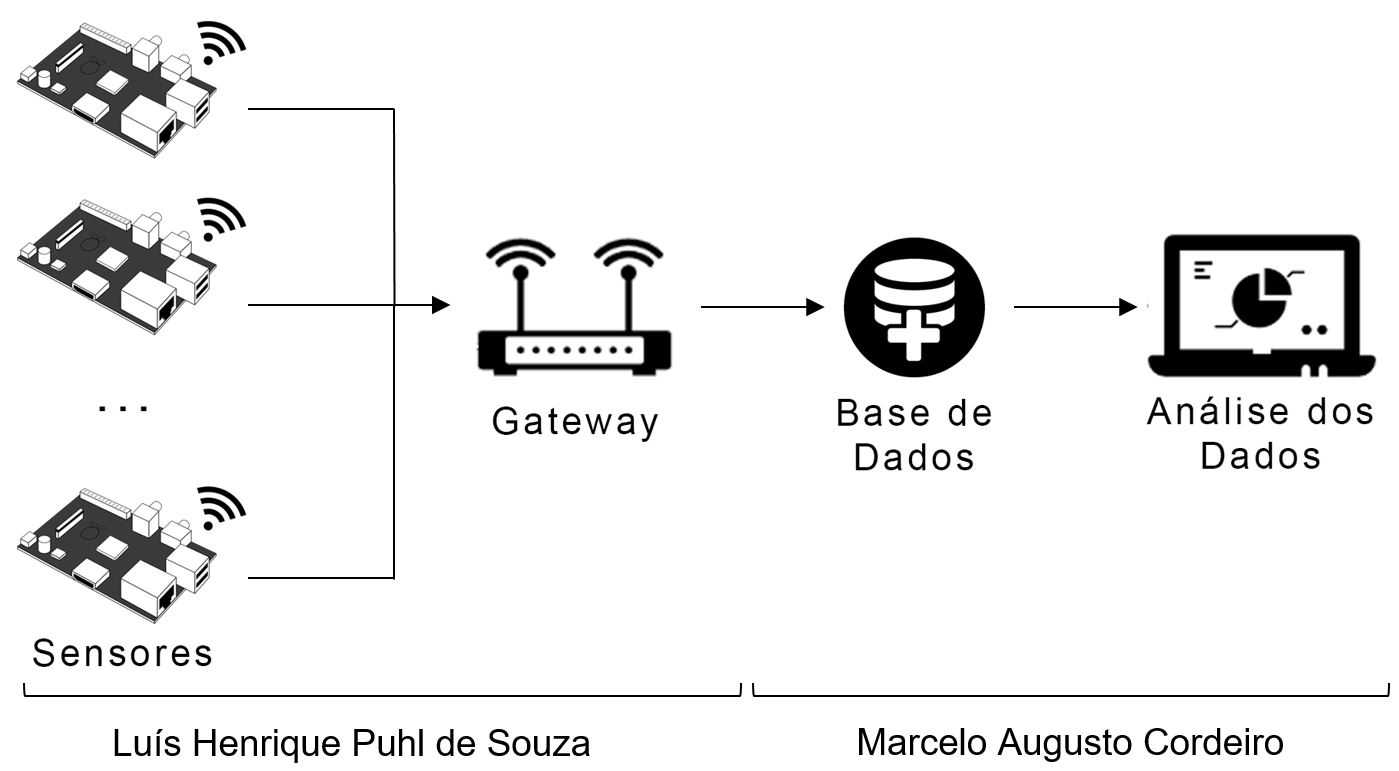 . . .
Gateway
Base de
Dados
Análise dos
Dados
Sensores
Luís Henrique Puhl de Souza
Marcelo Augusto Cordeiro